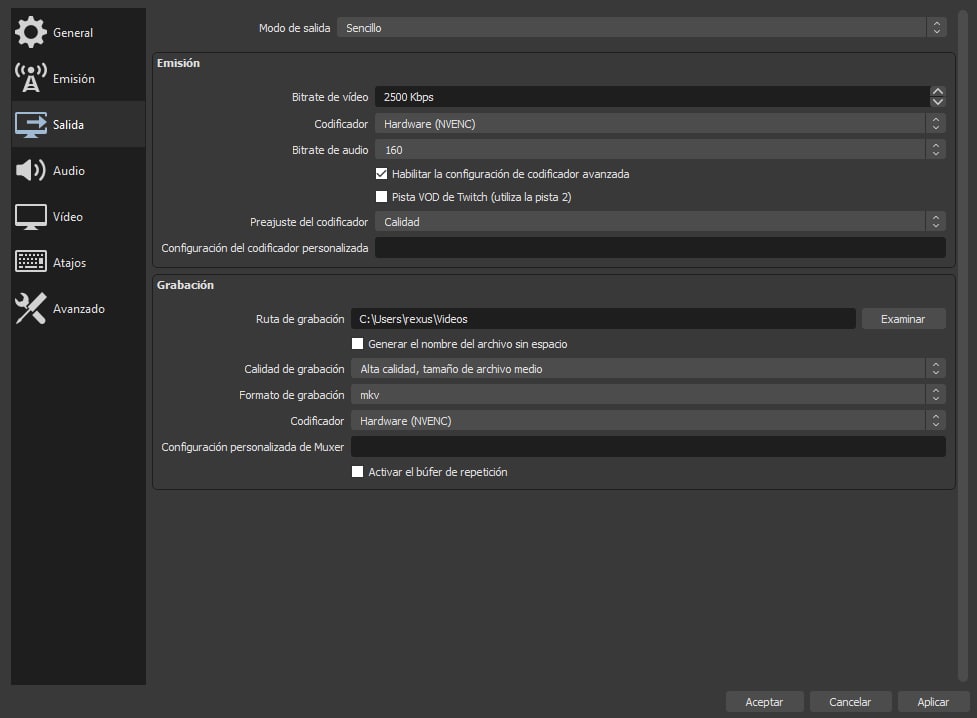 General
Emisión
Salida
Audio
Vídeo
Atajos
Avanzado
Modo de salida Sencillo
Emisión
Bitrate de vídeo 2500 Kbps
Codificador Hardware (NVENC)
Bitrate de audio 160
Habilitar la configuración de codificador avanzada
Pista VOD de Twitch (utiliza la pista 2)
Preajuste del codificador Calidad
Configuración del codificador personalizada
Grabación
Ruta de grabación C:\Users\rexus\Videos Examinar
Generar el nombre del archivo sin espacio
Calidad de grabación Alta calidad, tamaño de archivo medio
Formato de grabación mkv
Codificador Hardware (NVENC)
Configuración personalizada de Muxer
Activar el búfer de repetición
Aceptar Cancelar Aplicar